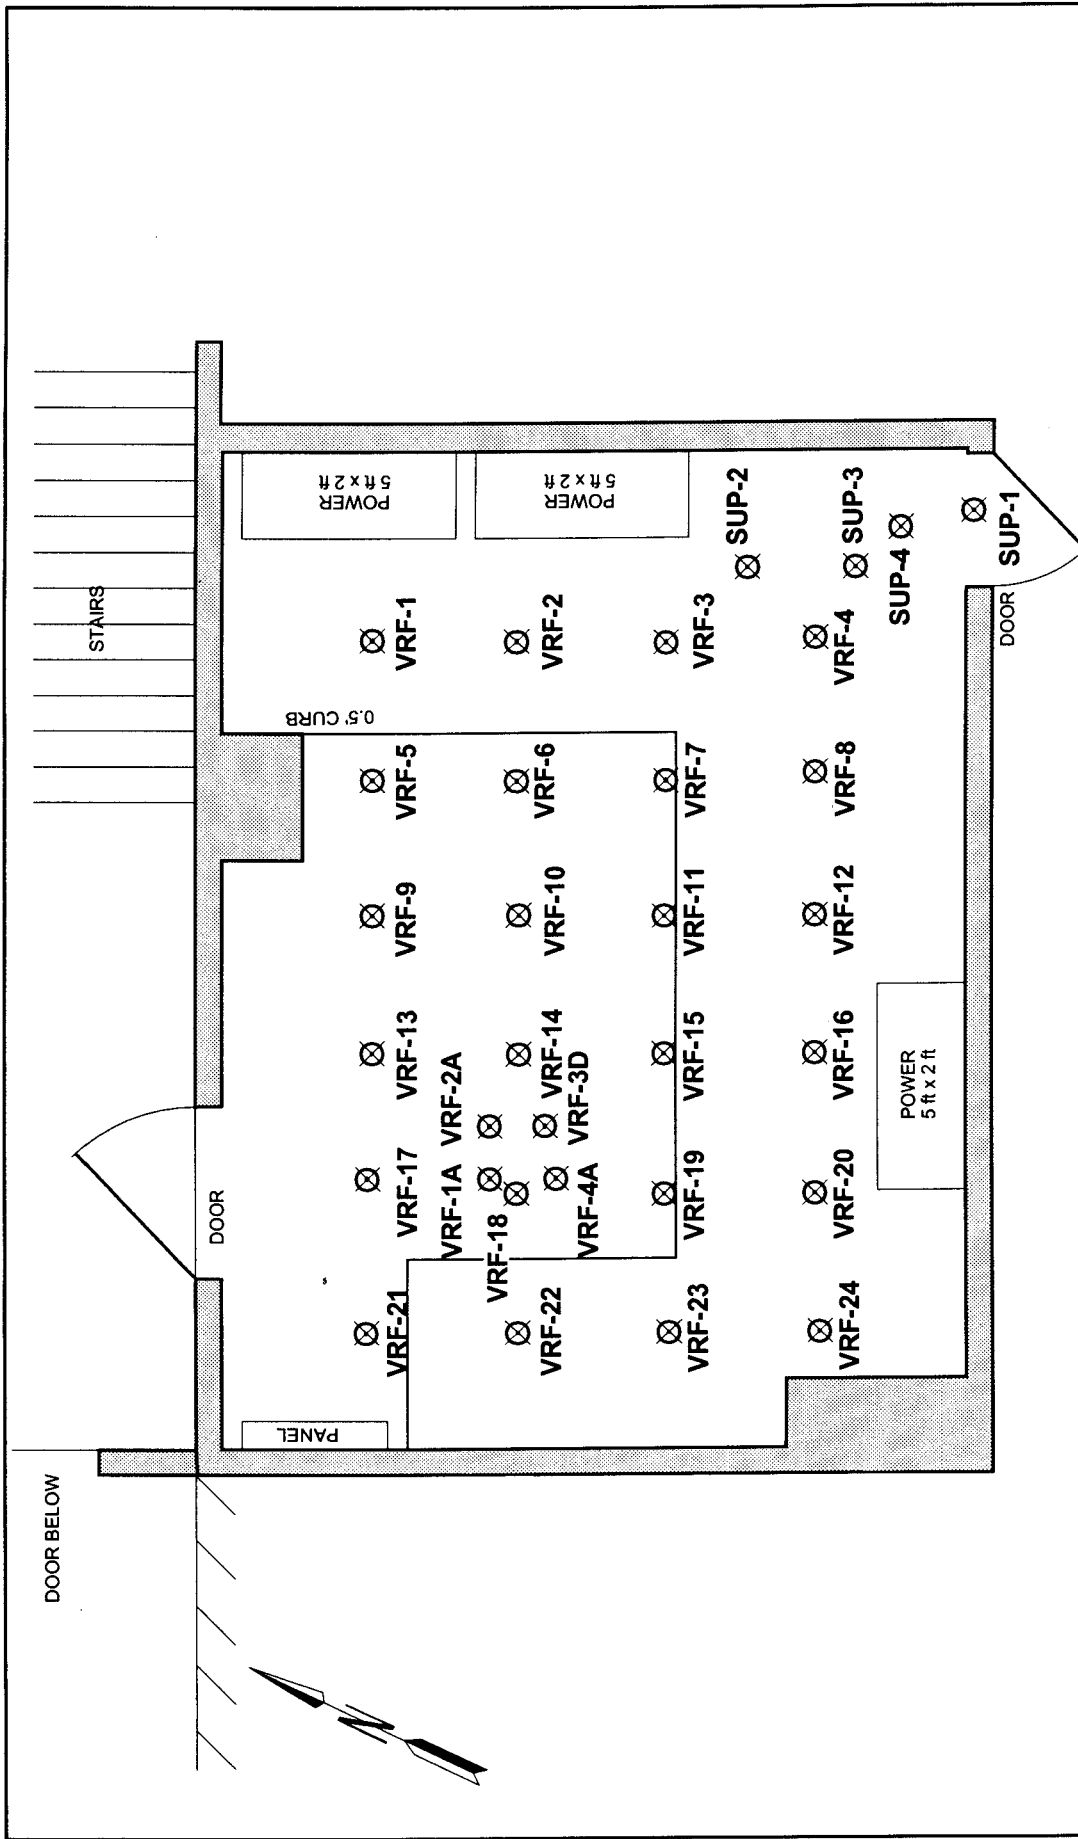 STAIRS
DOOR BELOW
DOOR
PANEL
0.5' CURB
POWER
5 ft x 2 ft
POWER
5 ft x 2 ft
VRF-21
VRF-17
VRF-13
VRF-9
VRF-5
VRF-1
VRF-1A
VRF-2A
VRF-18
VRF-22
VRF-4A
VRF-3D
VRF-14
VRF-10
VRF-6
VRF-2
VRF-23
VRF-19
VRF-15
VRF-11
VRF-7
VRF-3
SUP-2
VRF-24
VRF-20
VRF-16
VRF-12
VRF-8
VRF-4
SUP-3
SUP-4
SUP-1
POWER
5 ft x 2 ft
DOOR
N